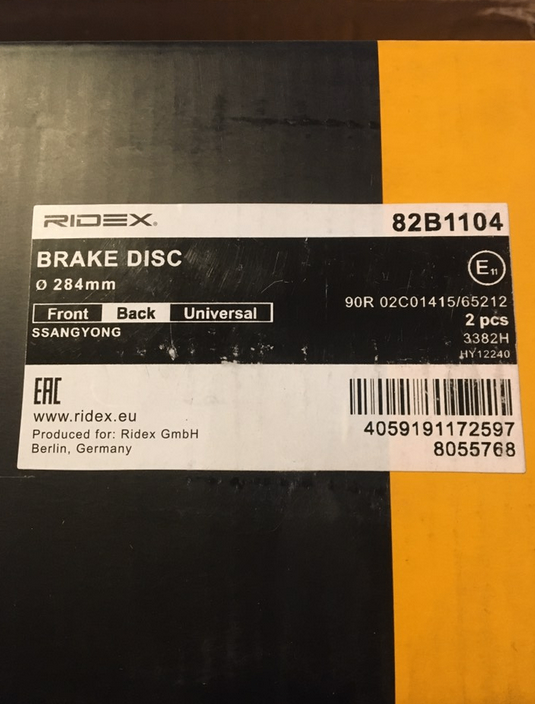 RIDEX®
82B1104
BRAKE DISC
Ø 284mm
E11
Front Back Universal
90R 02C01415/65212
SSANGYONG
2 pcs
3382H
HY12240
EAC
www.ridex.eu
Produced for: Ridex GmbH
Berlin, Germany
4059191172597
8055768